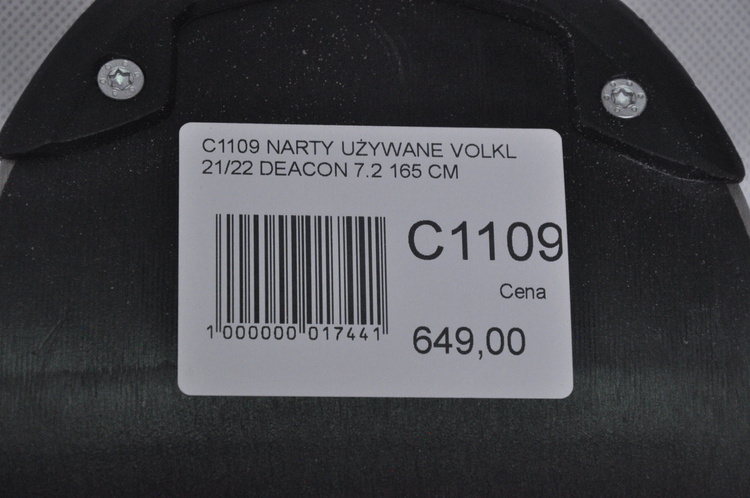 C1109 NARTY UŻYWANE VOLKL
21/22 DEACON 7.2 165 CM
C1109
Cena
649,00
1 000000 017441